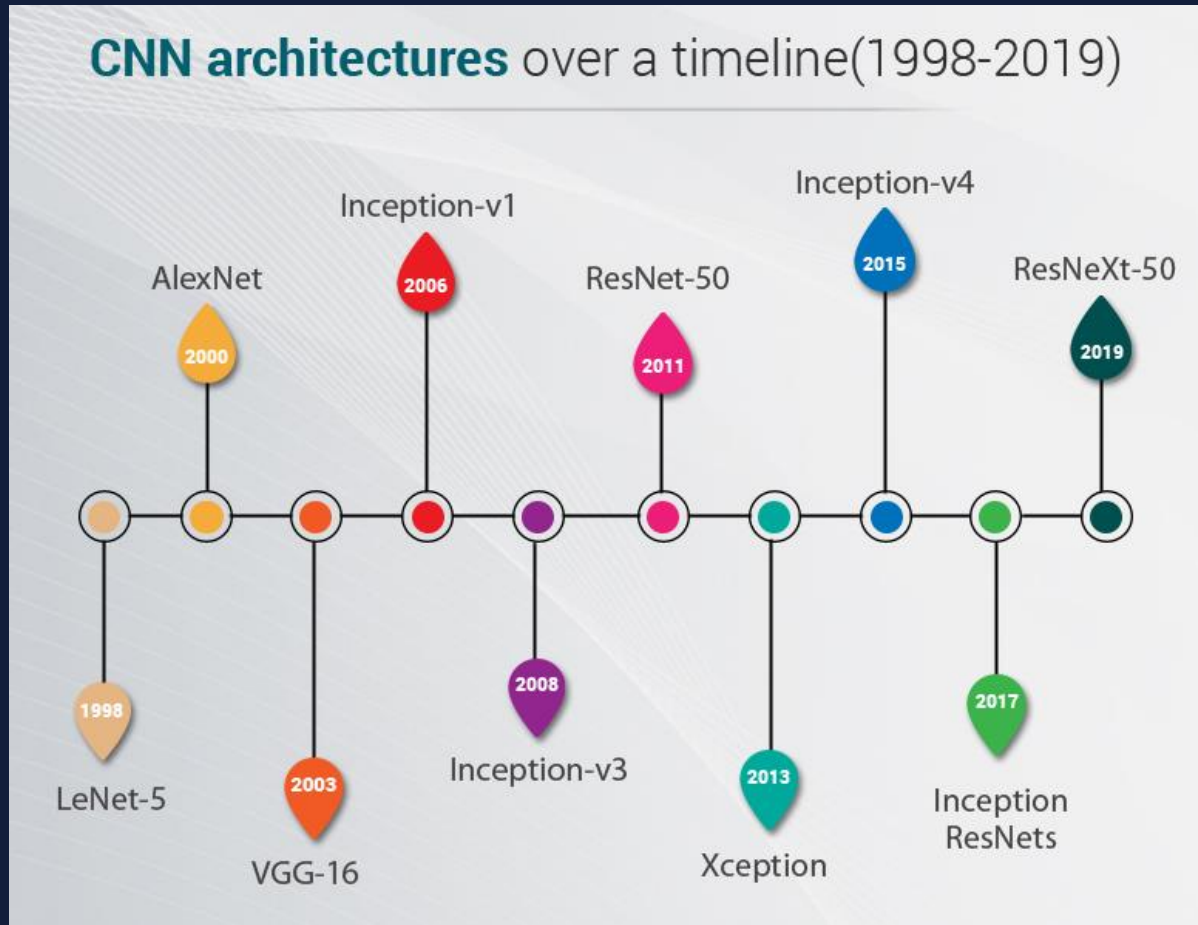 CNN architectures over a timeline(1998-2019)
Inception-v4
Inception-v1
2015
ResNeXt-50
AlexNet
2006
ResNet-50
2000
2011
2019
1998
2008
2017
LeNet-5
2003
Inception-v3
2013
Inception
ResNets
VGG-16
Xception